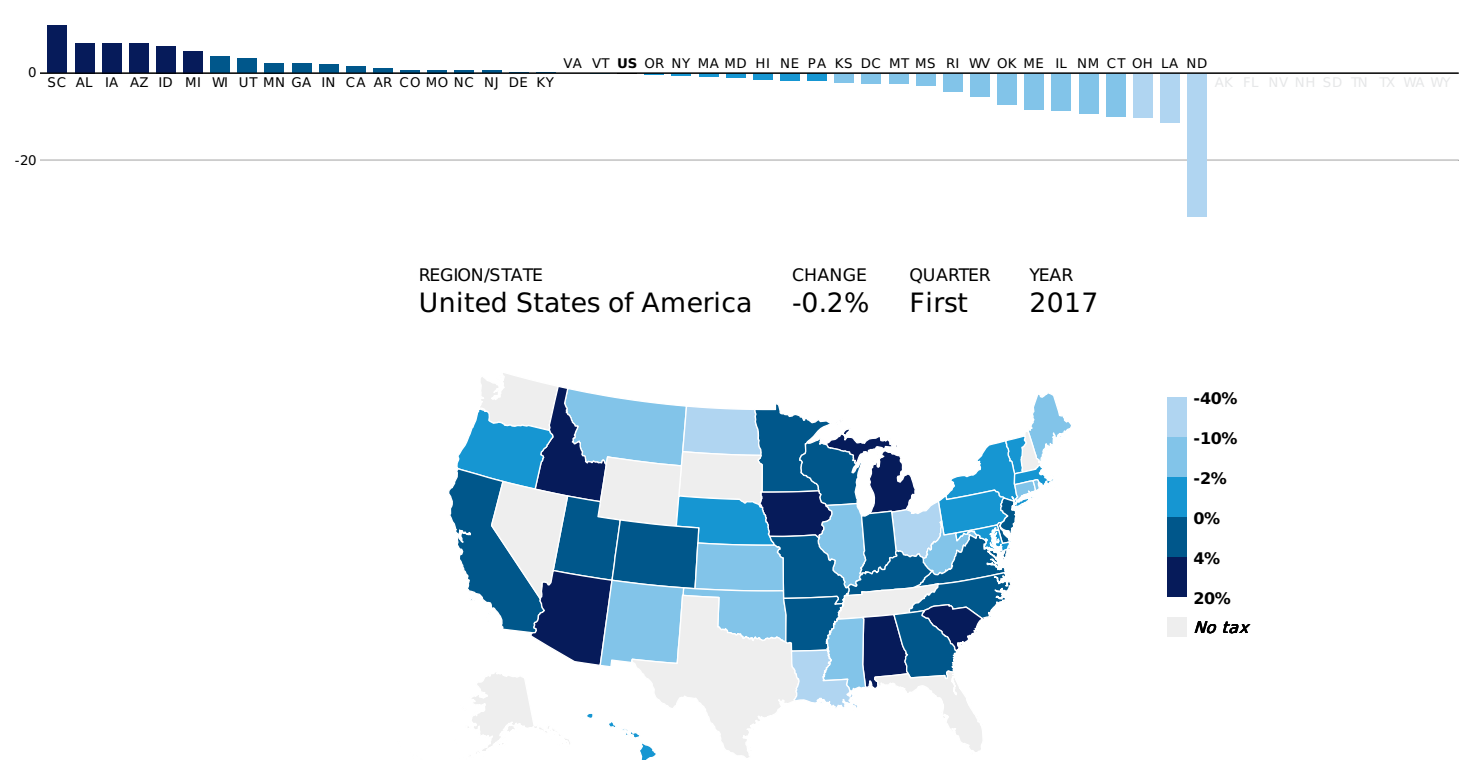 VA VT US OR NY MA MD HI NE PA KS DC MT MS RI WV OK ME IL NM CT OH LA ND
0
SC AL IA AZ ID MI WI UT MN GA IN CA AR CO MO NC NJ DE KY AK FL NV NH SD TN TX WA WY
-20
REGION/STATE CHANGE QUARTER YEAR
United States of America -0.2% First 2017
-40%
-10%
-2%
0%
4%
20%
No tax